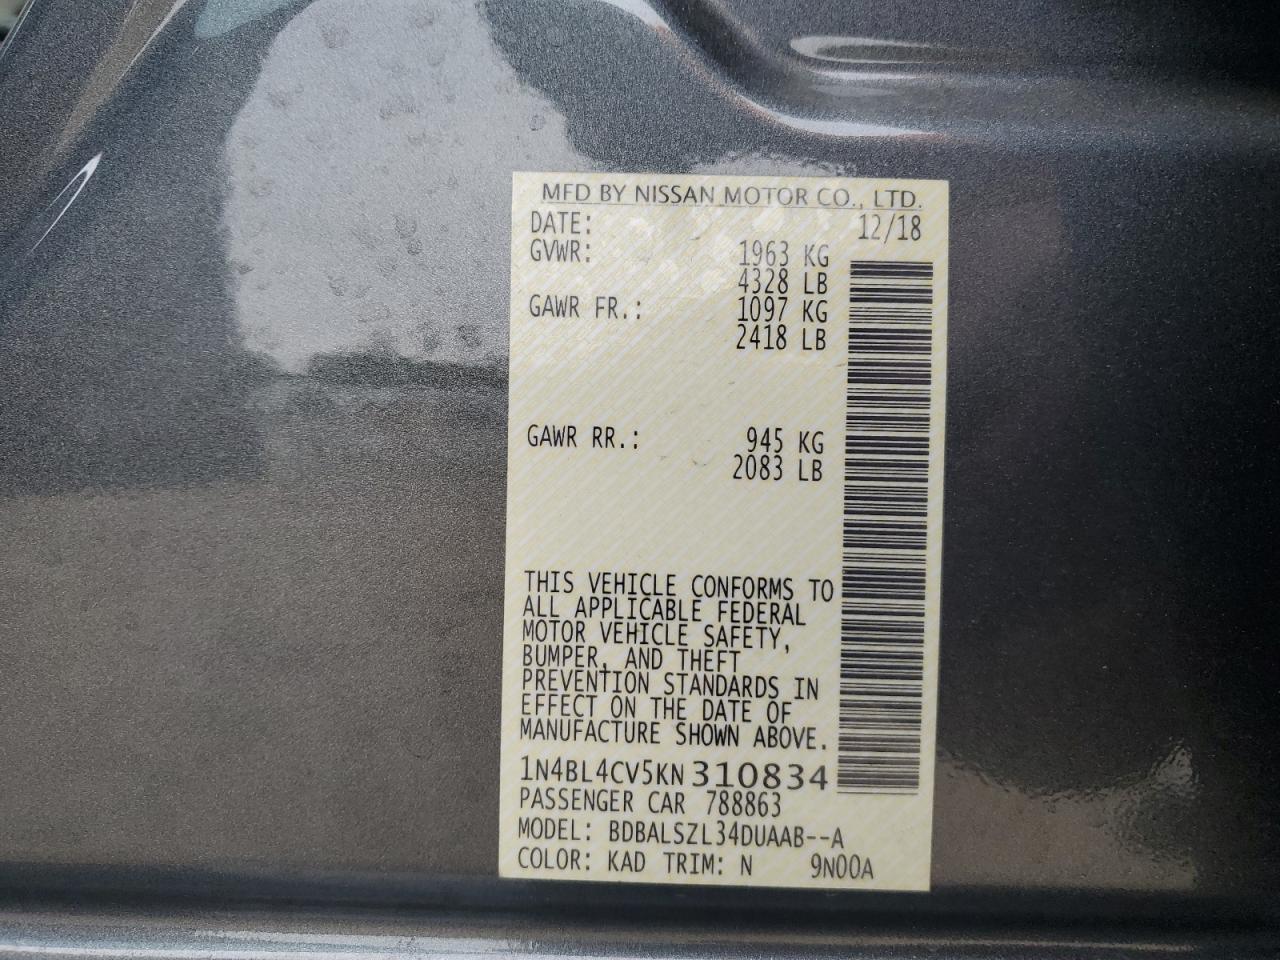 MFD BY NISSAN MOTOR CO., LTD.
DATE: 12/18
GVWR: 1963 KG
4328 LB
GAWR FR.: 1097 KG
2418 LB
GAWR RR.: 945 KG
2083 LB
THIS VEHICLE CONFORMS TO
ALL APPLICABLE FEDERAL
MOTOR VEHICLE SAFETY,
BUMPER, AND THEFT
PREVENTION STANDARDS IN
EFFECT ON THE DATE OF
MANUFACTURE SHOWN ABOVE.
1N4BL4CV5KN310834
PASSENGER CAR 788863
MODEL: BDBALSZL34DUAAB--A
COLOR: KAD TRIM: N 9N00A